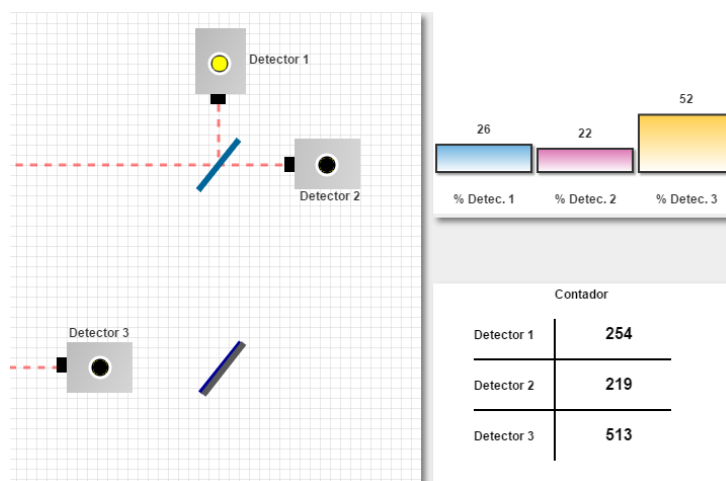 Detector 1
Detector 2
Detector 3
26
22
52
% Detec. 1
% Detec. 2
% Detec. 3
Contador
Detector 1
254
Detector 2
219
Detector 3
513